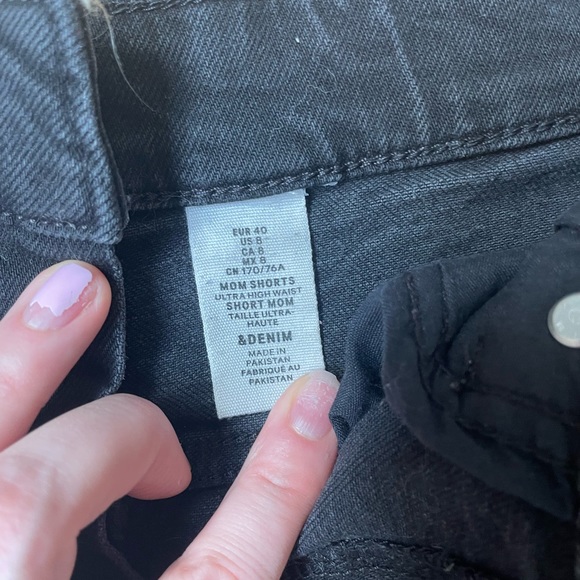 EUR 40
US 8
CA 8
MX 8
CN 170/76A
MOM SHORTS
ULTRA HIGH WAIST
SHORT MOM
TAILLE ULTRA-
HAUTE
&DENIM
MADE IN
PAKISTAN
FABRIQUÉ AU
PAKISTAN